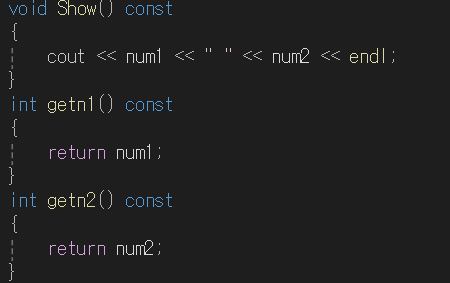 void Show() const
{
    cout << num1 << " " << num2 << endl;
}
int getn1() const
{
    return num1;
}
int getn2() const
{
    return num2;
}